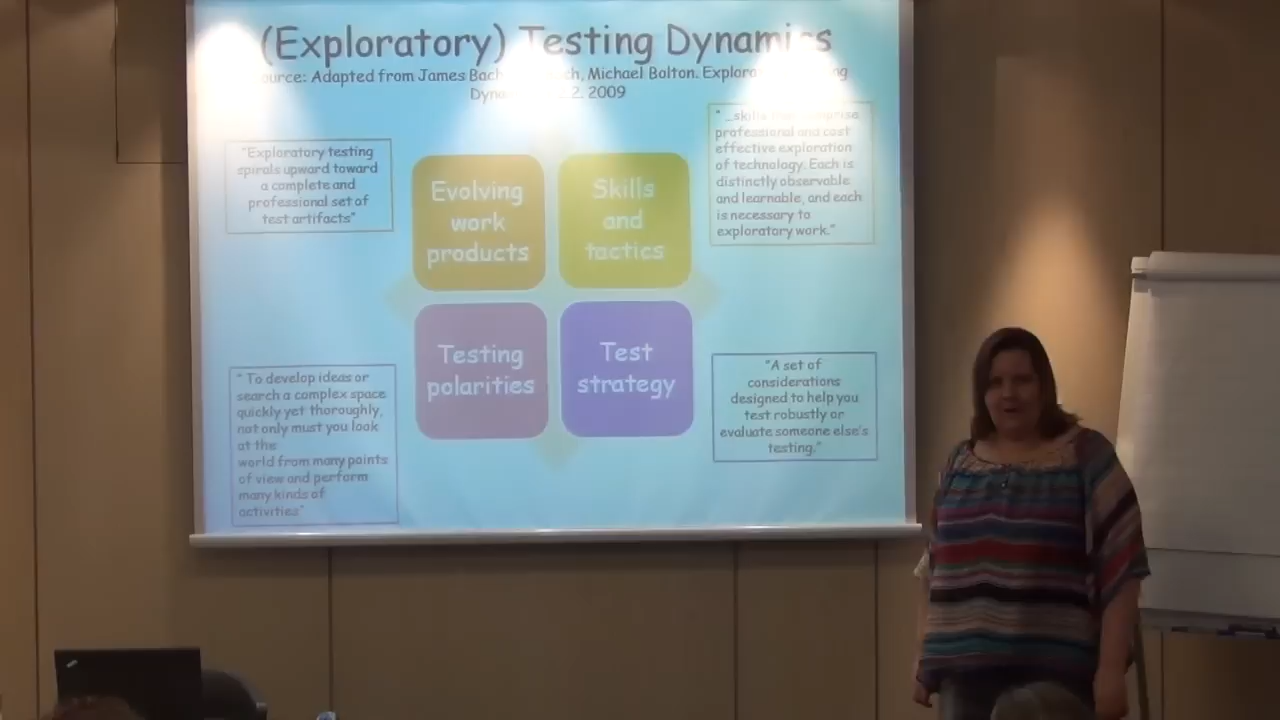 (Exploratory) Testing Dynamics
Adapted from James Bach, Michael Bolton.
2. 2009
"Exploratory testing
spirals upward toward
a complete and
professional set of
test artifacts"
Evolving
work
products
Skills
and
tactics
professional and cost
effective exploration
of technology. Each is
distinctly observable
and learnable, and each
is necessary to
exploratory work."
Testing
polarities
Test
strategy
" To develop ideas or
search a complex space
quickly yet thoroughly,
not only must you look
at the
world from many points
of view and perform
many kinds of
activities"
"A set of
considerations
designed to help you
test robustly or
evaluate someone else's
testing."